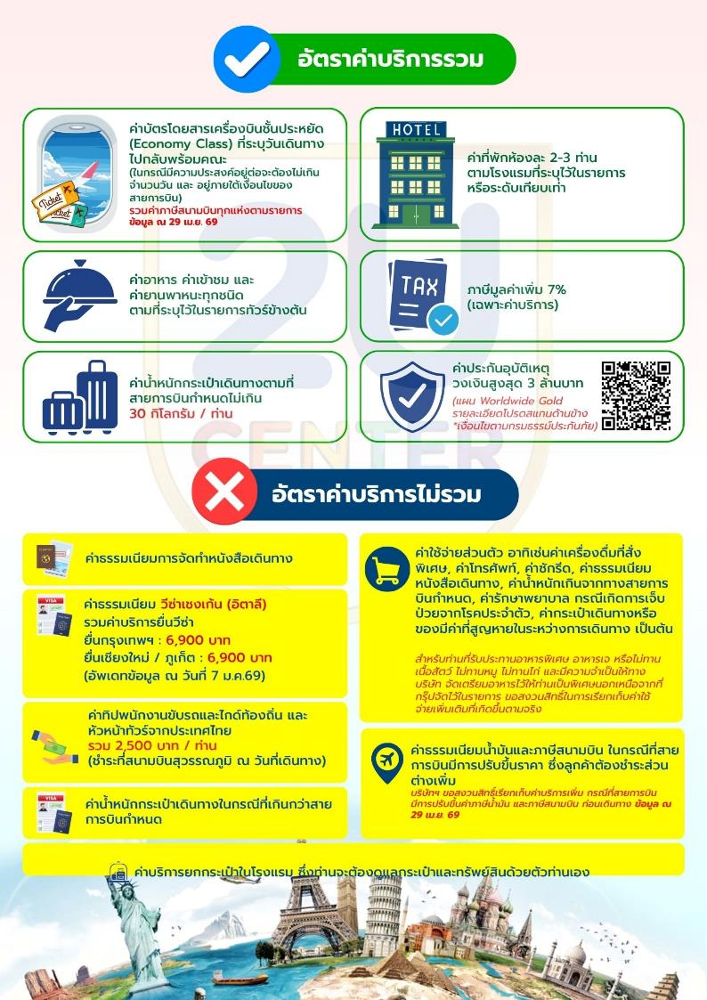 อัตราค่าบริการรวม
ค่าบัตรโดยสารเครื่องบินชั้นประหยัด
(Economy Class) ที่ระบุวันเดินทาง
ไปกลับพร้อมคณะ
(ในกรณีมีความประสงค์อยู่ต่อจะต้องไม่เกิน
จำนวนวัน และ อยู่ภายใต้เงื่อนไขของ
สายการบิน)
รวมค่าภาษีสนามบินทุกแห่งตามรายการ
ข้อมูล ณ 29 เม.ย. 69
Ticket
Ticket
HOTEL
ค่าที่พักห้องละ 2-3 ท่าน
ตามโรงแรมที่ระบุไว้ในรายการ
หรือระดับเทียบเท่า
ค่าอาหาร ค่าเข้าชม และ
ค่ายานพาหนะทุกชนิด
ตามที่ระบุไว้ในรายการทัวร์ข้างต้น
TAX
ภาษีมูลค่าเพิ่ม 7%
(เฉพาะค่าบริการ)
ค่าน้ำหนักกระเป๋าเดินทางตามที่
สายการบินกำหนดไม่เกิน
30 กิโลกรัม / ท่าน
ค่าประกันอุบัติเหตุ
วงเงินสูงสุด 3 ล้านบาท
(แผน Worldwide Gold
รายละเอียดโปรดสแกนด้านข้าง
*เงื่อนไขตามกรมธรรม์ประกันภัย)
2U
CENTER
อัตราค่าบริการไม่รวม
ค่าธรรมเนียมการจัดทำหนังสือเดินทาง
VISA
ค่าธรรมเนียม วีซ่าเชงเก้น (อิตาลี)
รวมค่าบริการยื่นวีซ่า
ยื่นกรุงเทพฯ : 6,900 บาท
ยื่นเชียงใหม่ / ภูเก็ต : 6,900 บาท
(อัพเดทข้อมูล ณ วันที่ 7 ม.ค.69)
ค่าทิปพนักงานขับรถและไกด์ท้องถิ่น และ
หัวหน้าทัวร์จากประเทศไทย
รวม 2,500 บาท / ท่าน
(ชำระที่สนามบินสุวรรณภูมิ ณ วันที่เดินทาง)
VISA
ค่าน้ำหนักกระเป๋าเดินทางในกรณีที่เกินกว่าสาย
การบินกำหนด
ค่าใช้จ่ายส่วนตัว อาทิเช่นค่าเครื่องดื่มที่สั่ง
พิเศษ, ค่าโทรศัพท์, ค่าซักรีด, ค่าธรรมเนียม
หนังสือเดินทาง, ค่าน้ำหนักเกินจากทางสายการ
บินกำหนด, ค่ารักษาพยาบาล กรณีเกิดการเจ็บ
ป่วยจากโรคประจำตัว, ค่ากระเป๋าเดินทางหรือ
ของมีค่าที่สูญหายในระหว่างการเดินทาง เป็นต้น
สำหรับท่านที่รับประทานอาหารพิเศษ อาหารเจ หรือไม่ทาน
เนื้อสัตว์ ไม่ทานหมู ไม่ทานไก่ และมีความจำเป็นให้ทาง
บริษัท จัดเตรียมอาหารไว้ให้ท่านเป็นพิเศษนอกเหนือจากที่
กรุ๊ปจัดไว้ในรายการ ขอสงวนสิทธิ์ในการเรียกเก็บค่าใช้
จ่ายเพิ่มเติมที่เกิดขึ้นตามจริง
ค่าธรรมเนียมน้ำมันและภาษีสนามบิน ในกรณีที่สาย
การบินมีการปรับขึ้นราคา ซึ่งลูกค้าต้องชำระส่วน
ต่างเพิ่ม
บริษัทฯ ขอสงวนสิทธิ์เรียกเก็บค่าบริการเพิ่ม กรณีที่สายการบิน
มีการปรับขึ้นค่าภาษีน้ำมัน และภาษีสนามบิน ก่อนเดินทาง ข้อมูล ณ
29 เม.ย. 69
ค่าบริการยกกระเป๋าในโรงแรม ซึ่งท่านจะต้องดูแลกระเป๋าและทรัพย์สินด้วยตัวท่านเอง